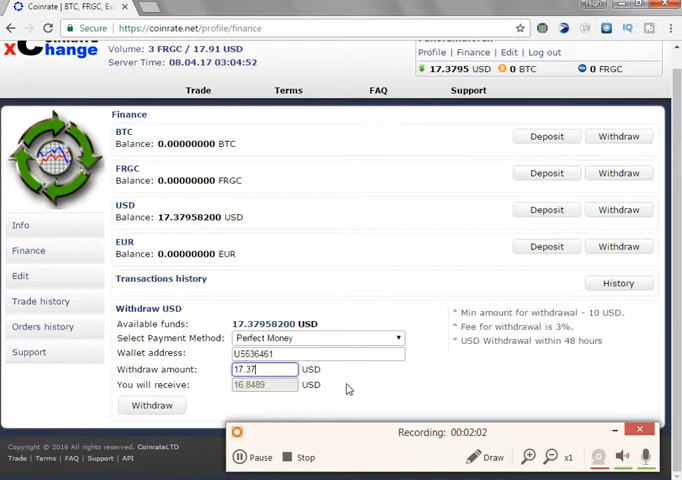 Coinrate | BTC, FRGC, E
Secure
https://coinrate.net/profile/finance
xChange
Volume: 3 FRGC / 17.91 USD
Server Time: 08.04.17 03:04:52
Profile | Finance | Edit | Log out
17.3795 USD 0 BTC 0 FRGC
Trade Terms FAQ Support
Finance
BTC
Balance: 0.00000000 BTC
Deposit Withdraw
FRGC
Balance: 0.00000000 FRGC
Deposit Withdraw
USD
Balance: 17.37958200 USD
Deposit Withdraw
EUR
Balance: 0.00000000 EUR
Deposit Withdraw
Info
Finance
Edit
Trade history
Orders history
Support
Transactions history
History
Withdraw USD
Available funds: 17.37958200 USD
Select Payment Method: Perfect Money
Wallet address: U5536461
Withdraw amount: 17.37 USD
You will receive: 16.8489 USD
Withdraw
* Min amount for withdrawal - 10 USD.
* Fee for withdrawal is 3%.
* USD Withdrawal within 48 hours
Copyright © 2016 All rights reserved. CoinrateLTD
Trade | Terms | FAQ | Support | API
Recording: 00:02:02
Pause Stop Draw x1